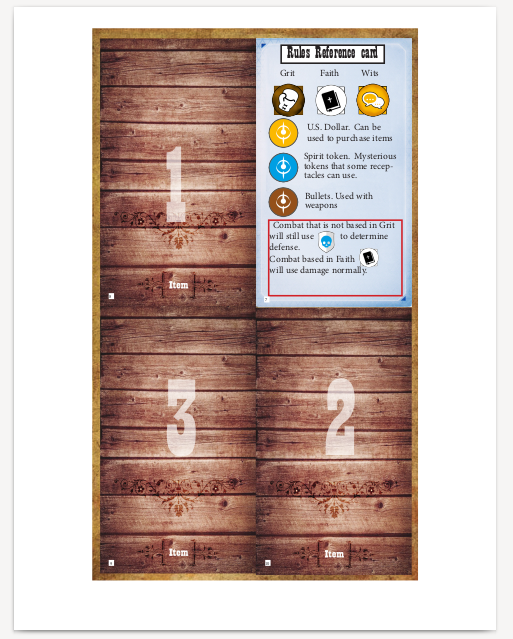 1
Item
Rules Reference card
Grit Faith Wits
U.S. Dollar. Can be
used to purchase items
Spirit token. Mysterious
tokens that some recep-
tacles can use.
Bullets. Used with
weapons
Combat that is not based in Grit
will still use to determine
defense.
Combat based in Faith
will use damage normally.
3
Item
2
Item